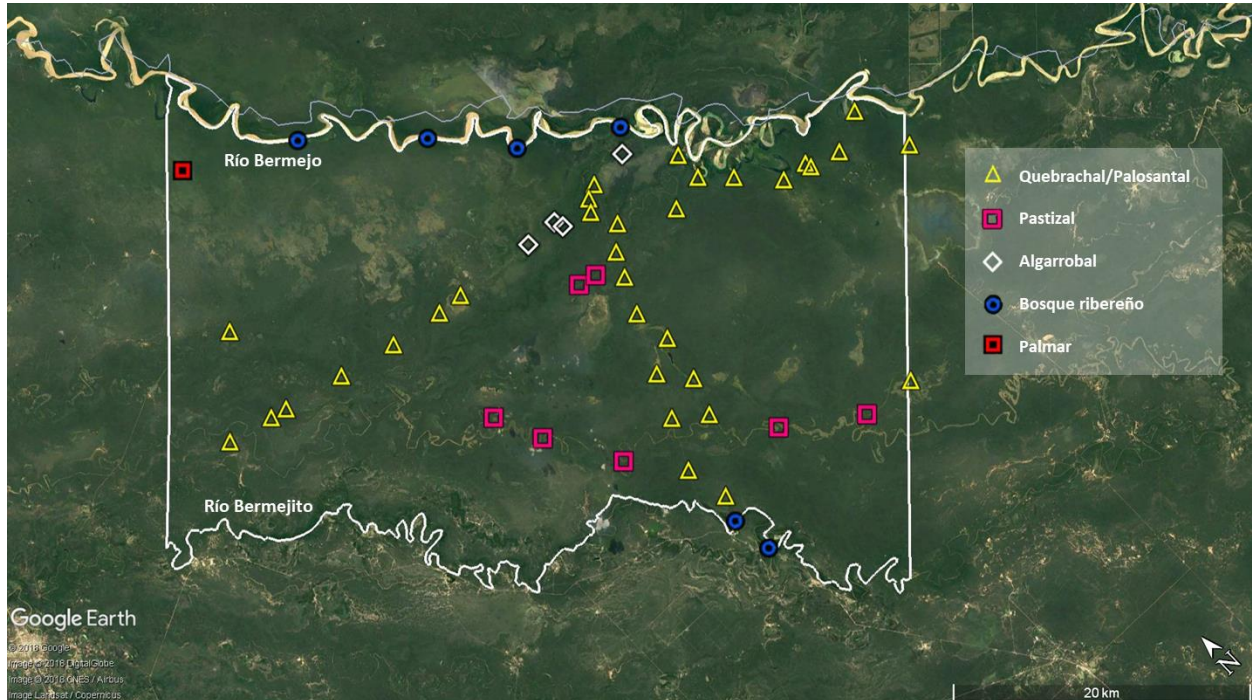 Río Bermejo
Quebrachal/Palosantal
Pastizal
Algarrobal
Bosque ribereño
Palmar
Río Bermejito
Google Earth
© 2018 Google
Image © 2018 DigitalGlobe
Image © 2018 CNES / Airbus
Image Landsat / Copernicus
N
20 km